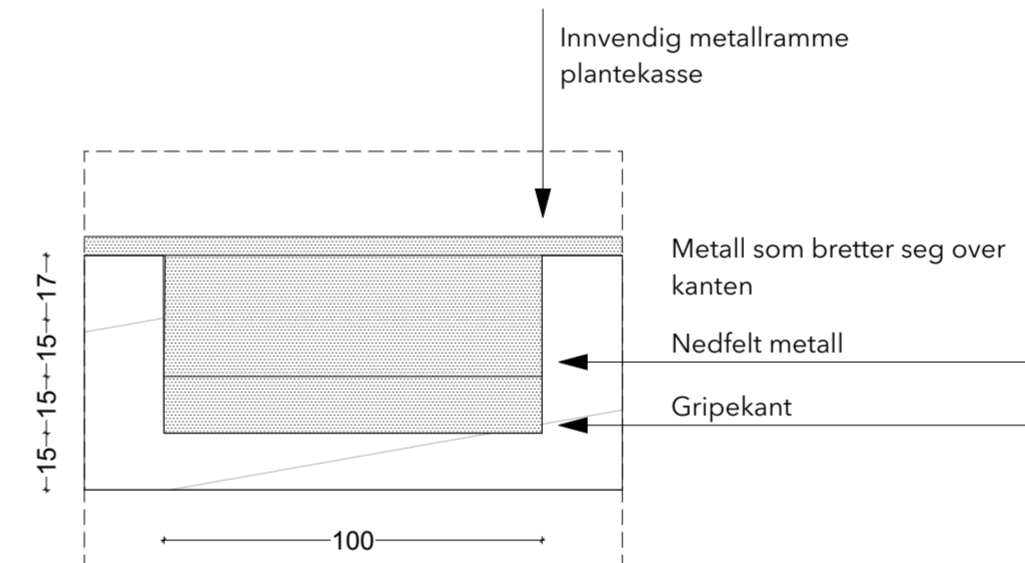 Innvendig metallramme
plantekasse
Metall som bretter seg over
kanten
Nedfelt metall
Gripekant
17
15
15
15
100